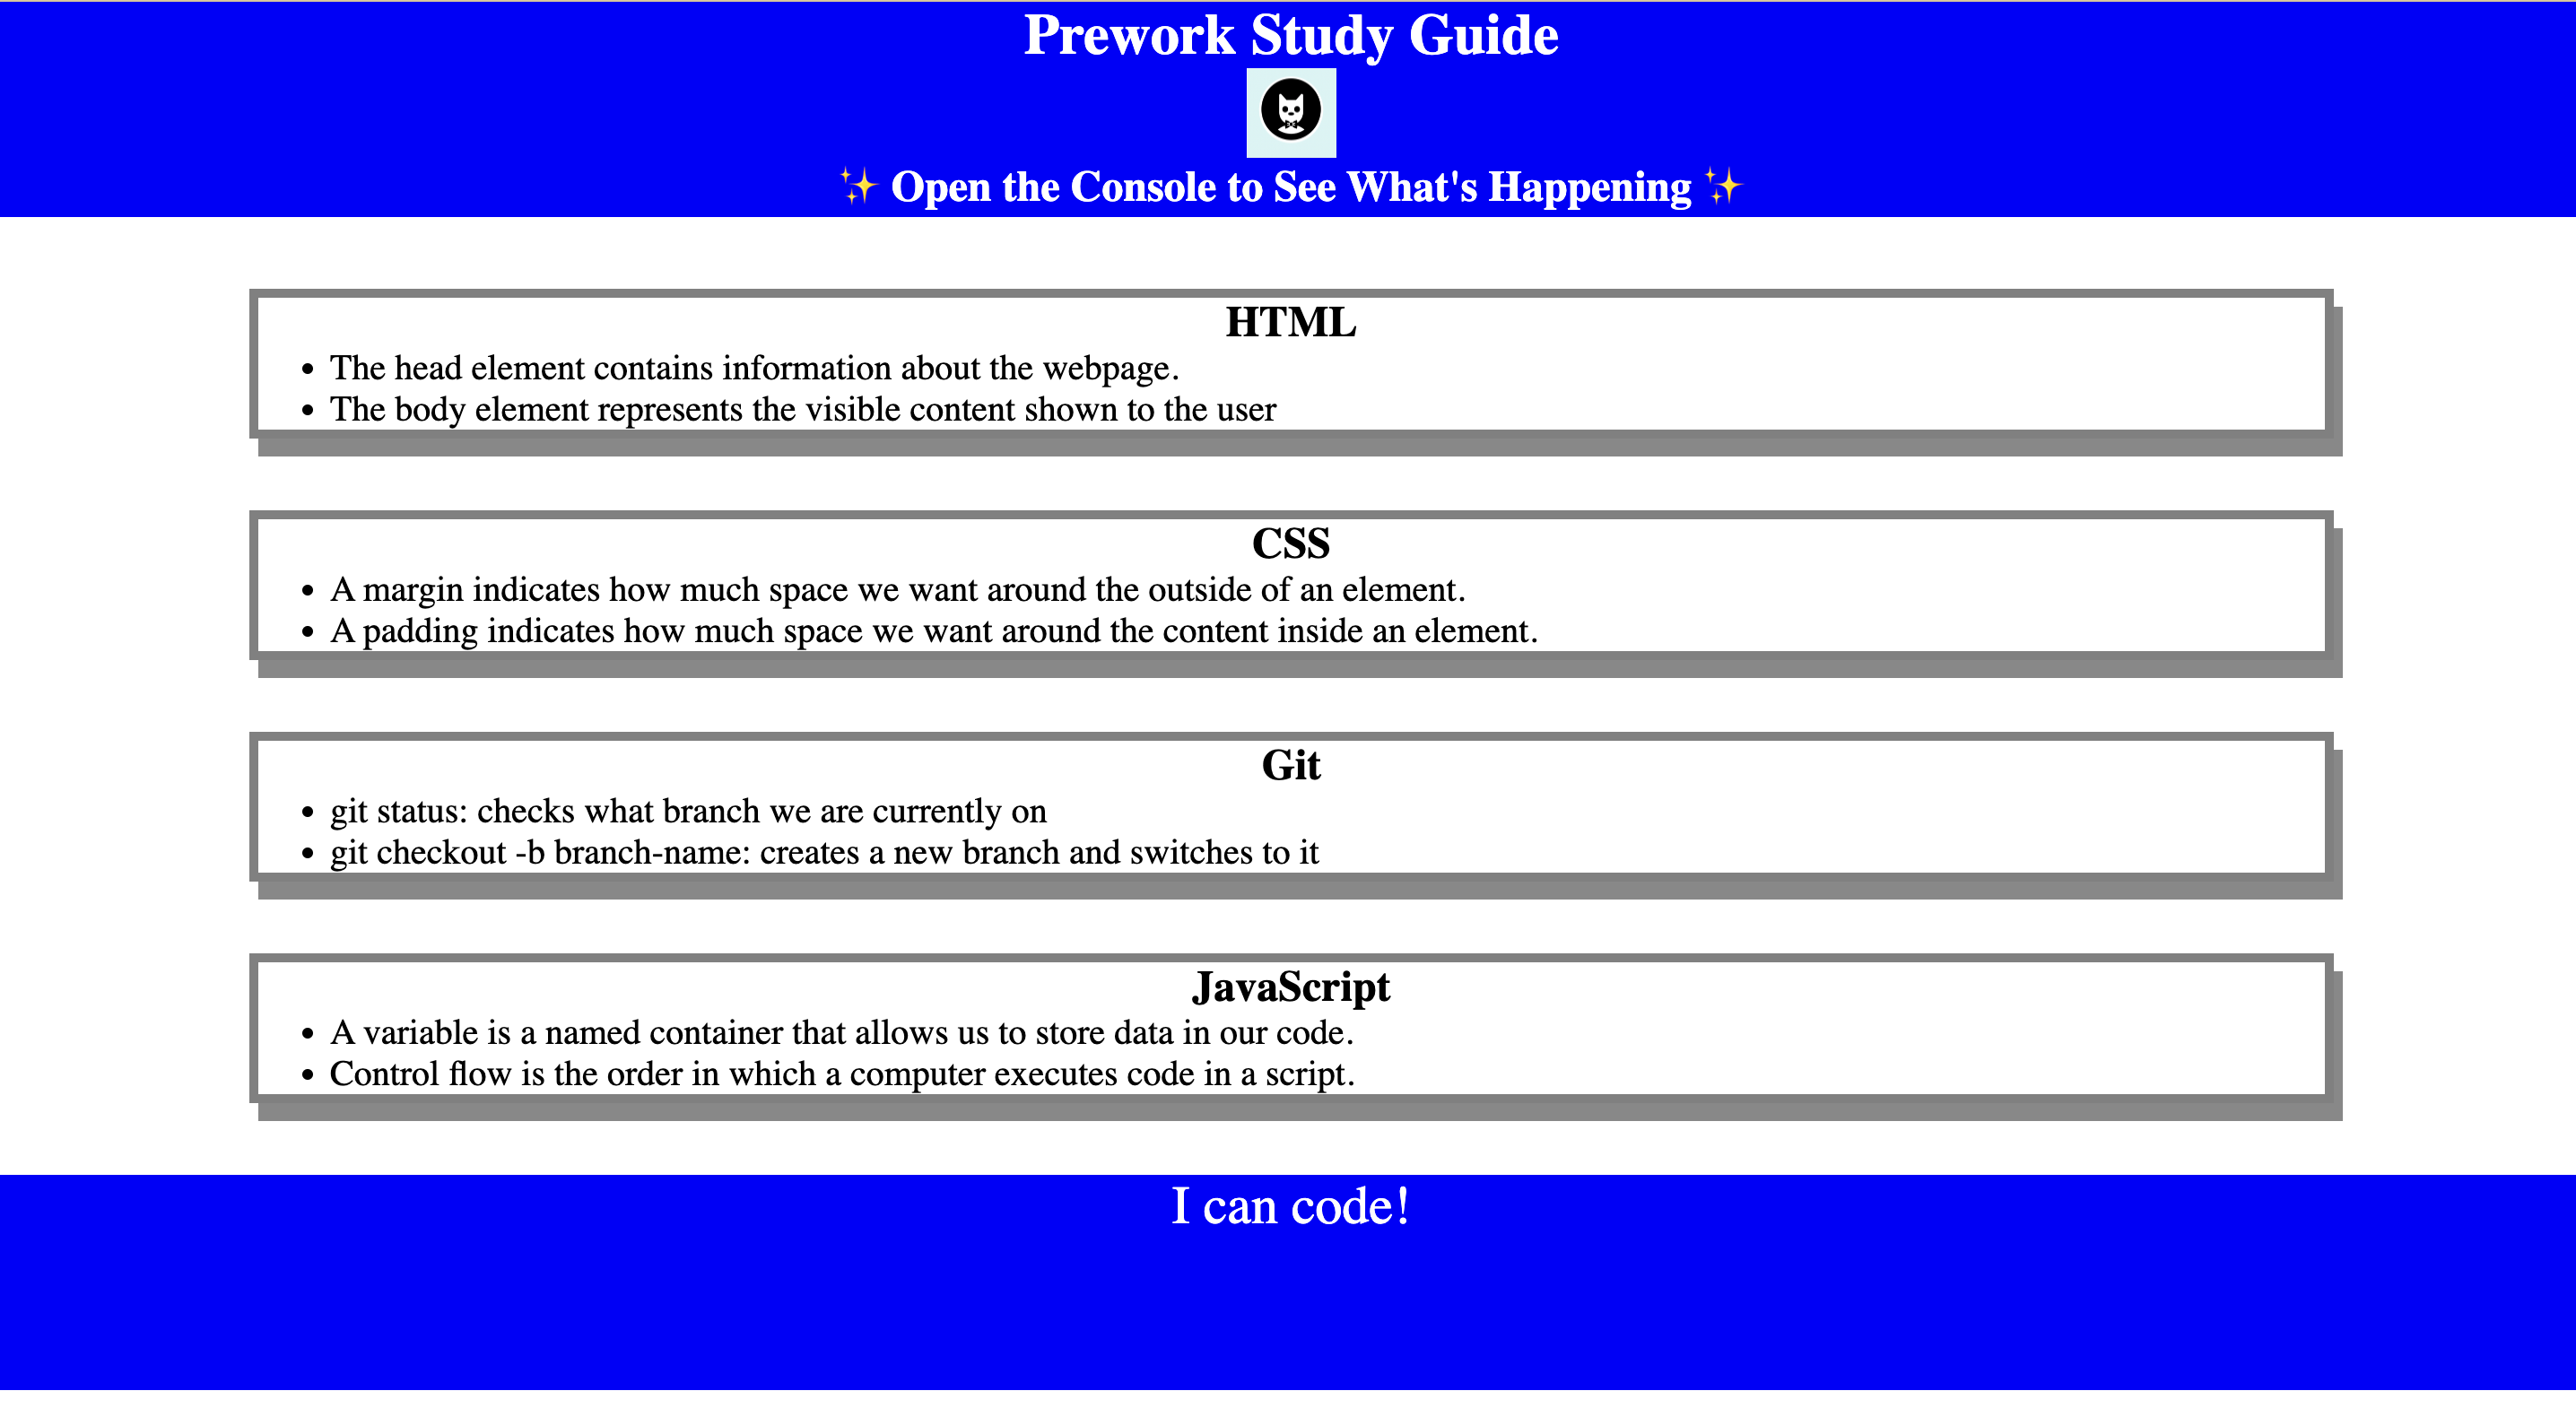 Prework Study Guide
✨ Open the Console to See What's Happening ✨
HTML
• The head element contains information about the webpage.
• The body element represents the visible content shown to the user
CSS
• A margin indicates how much space we want around the outside of an element.
• A padding indicates how much space we want around the content inside an element.
Git
• git status: checks what branch we are currently on
• git checkout -b branch-name: creates a new branch and switches to it
JavaScript
• A variable is a named container that allows us to store data in our code.
• Control flow is the order in which a computer executes code in a script.
I can code!